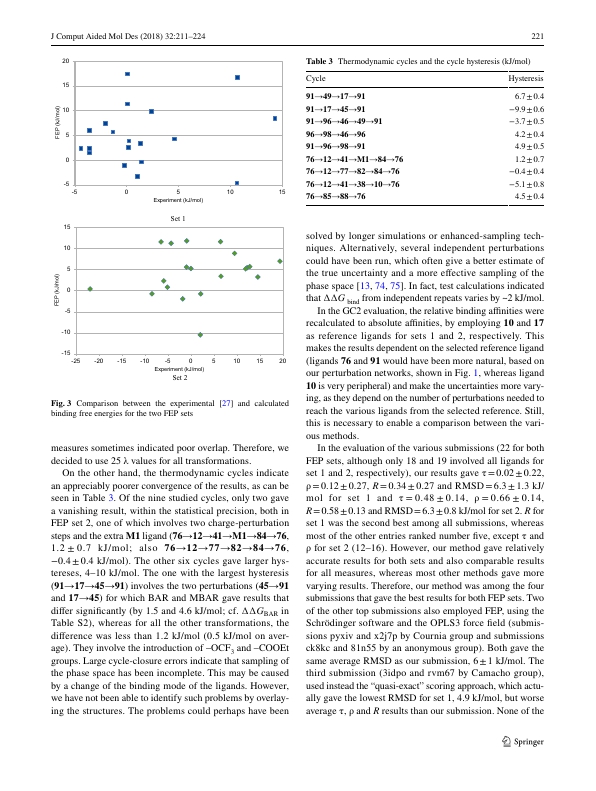 J Comput Aided Mol Des (2018) 32:211–224
221
20
15
10
5
0
-5
FEP (kJ/mol)
-5
0
5
10
15
Experiment (kJ/mol)
Set 1
15
10
5
0
−5
−10
−15
FEP (kJ/mol)
−25
−20
−15
−10
−5
0
5
10
15
20
Experiment (kJ/mol)
Set 2
Fig. 3 Comparison between the experimental [27] and calculated
binding free energies for the two FEP sets
measures sometimes indicated poor overlap. Therefore, we
decided to use 25 λ values for all transformations.
On the other hand, the thermodynamic cycles indicate
an appreciably poorer convergence of the results, as can be
seen in Table 3. Of the nine studied cycles, only two gave
a vanishing result, within the statistical precision, both in
FEP set 2, one of which involves two charge-perturbation
steps and the extra M1 ligand (76→12→41→M1→84→76,
1.2 ± 0.7 kJ/mol; also 76→12→77→82→84→76,
−0.4 ± 0.4 kJ/mol). The other six cycles gave larger hys-
tereses, 4–10 kJ/mol. The one with the largest hysteresis
(91→17→45→91) involves the two perturbations (45→91
and 17→45) for which BAR and MBAR gave results that
differ significantly (by 1.5 and 4.6 kJ/mol; cf. ΔΔGBAR in
Table S2), whereas for all the other transformations, the
difference was less than 1.2 kJ/mol (0.5 kJ/mol on aver-
age). They involve the introduction of –OCF3 and –COOEt
groups. Large cycle-closure errors indicate that sampling of
the phase space has been incomplete. This may be caused
by a change of the binding mode of the ligands. However,
we have not been able to identify such problems by overlay-
ing the structures. The problems could perhaps have been
Table 3 Thermodynamic cycles and the cycle hysteresis (kJ/mol)
Cycle Hysteresis
91→49→17→91 6.7 ± 0.4
91→17→45→91 −9.9 ± 0.6
91→96→46→49→91 −3.7 ± 0.5
96→98→46→96 4.2 ± 0.4
91→96→98→91 4.9 ± 0.5
76→12→41→M1→84→76 1.2 ± 0.7
76→12→77→82→84→76 −0.4 ± 0.4
76→12→41→38→10→76 −5.1 ± 0.8
76→85→88→76 4.5 ± 0.4
solved by longer simulations or enhanced-sampling tech-
niques. Alternatively, several independent perturbations
could have been run, which often give a better estimate of
the true uncertainty and a more effective sampling of the
phase space [13, 74, 75]. In fact, test calculations indicated
that ΔΔG bind from independent repeats varies by ~2 kJ/mol.
In the GC2 evaluation, the relative binding affinities were
recalculated to absolute affinities, by employing 10 and 17
as reference ligands for sets 1 and 2, respectively. This
makes the results dependent on the selected reference ligand
(ligands 76 and 91 would have been more natural, based on
our perturbation networks, shown in Fig. 1, whereas ligand
10 is very peripheral) and make the uncertainties more vary-
ing, as they depend on the number of perturbations needed to
reach the various ligands from the selected reference. Still,
this is necessary to enable a comparison between the vari-
ous methods.
In the evaluation of the various submissions (22 for both
FEP sets, although only 18 and 19 involved all ligands for
set 1 and 2, respectively), our results gave τ = 0.02 ± 0.22,
ρ = 0.12 ± 0.27, R = 0.34 ± 0.27 and RMSD = 6.3 ± 1.3 kJ/
mol for set 1 and τ = 0.48 ± 0.14, ρ = 0.66 ± 0.14,
R = 0.58 ± 0.13 and RMSD = 6.3 ± 0.8 kJ/mol for set 2. R for
set 1 was the second best among all submissions, whereas
most of the other entries ranked number five, except τ and
ρ for set 2 (12–16). However, our method gave relatively
accurate results for both sets and also comparable results
for all measures, whereas most other methods gave more
varying results. Therefore, our method was among the four
submissions that gave the best results for both FEP sets. Two
of the other top submissions also employed FEP, using the
Schrödinger software and the OPLS3 force field (submis-
sions pyxiv and x2j7p by Cournia group and submissions
ck8kc and 81n55 by an anonymous group). Both gave the
same average RMSD as our submission, 6 ± 1 kJ/mol. The
third submission (3idpo and rvm67 by Camacho group),
used instead the “quasi-exact” scoring approach, which actu-
ally gave the lowest RMSD for set 1, 4.9 kJ/mol, but worse
average τ, ρ and R results than our submission. None of the
Springer